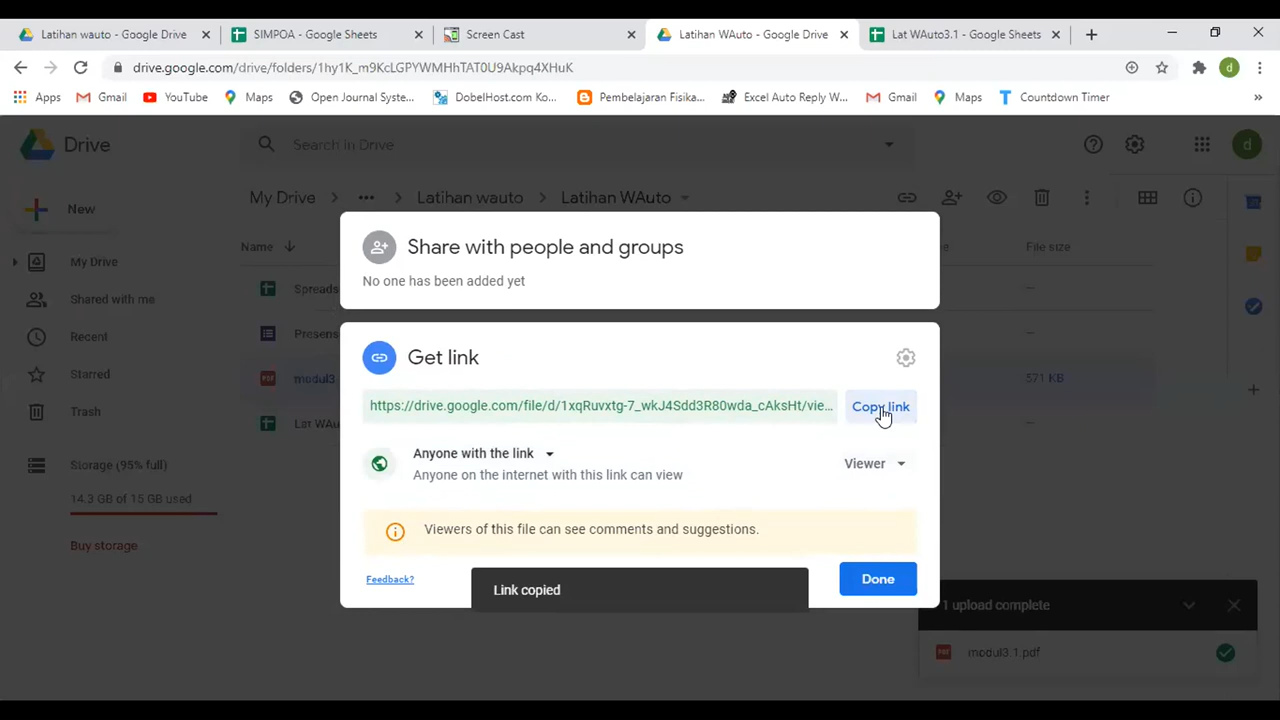 Latihan wauto - Google Drive
SIMPOA - Google Sheets
Screen Cast
Latihan WAuto - Google Drive
Lat WAuto3.1 - Google Sheets
drive.google.com/drive/folders/1hy1K_m9KcLGPYWMHhTAT0U9Akpq4XHuK
d
Apps
Gmail
YouTube
Maps
Open Journal Syste...
DobelHost.com Ko...
Pembelajaran Fisika...
Excel Auto Reply W...
Gmail
Maps
Countdown Timer
»
Drive
Search in Drive
d
New
My Drive
Latihan wauto
Latihan WAuto
Name
File size
My Drive
Shared with me
Recent
Starred
Trash
Storage (95% full)
14.3 GB of 15 GB used
Buy storage
Spreads
Presens
modul3
571 KB
Lat WAu
Share with people and groups
No one has been added yet
Get link
https://drive.google.com/file/d/1xqRuvxtg-7_wkJ4Sdd3R80wda_cAksHt/vie...
Copy link
Anyone with the link
Anyone on the internet with this link can view
Viewer
Viewers of this file can see comments and suggestions.
Feedback?
Link copied
Done
1 upload complete
modul3.1.pdf